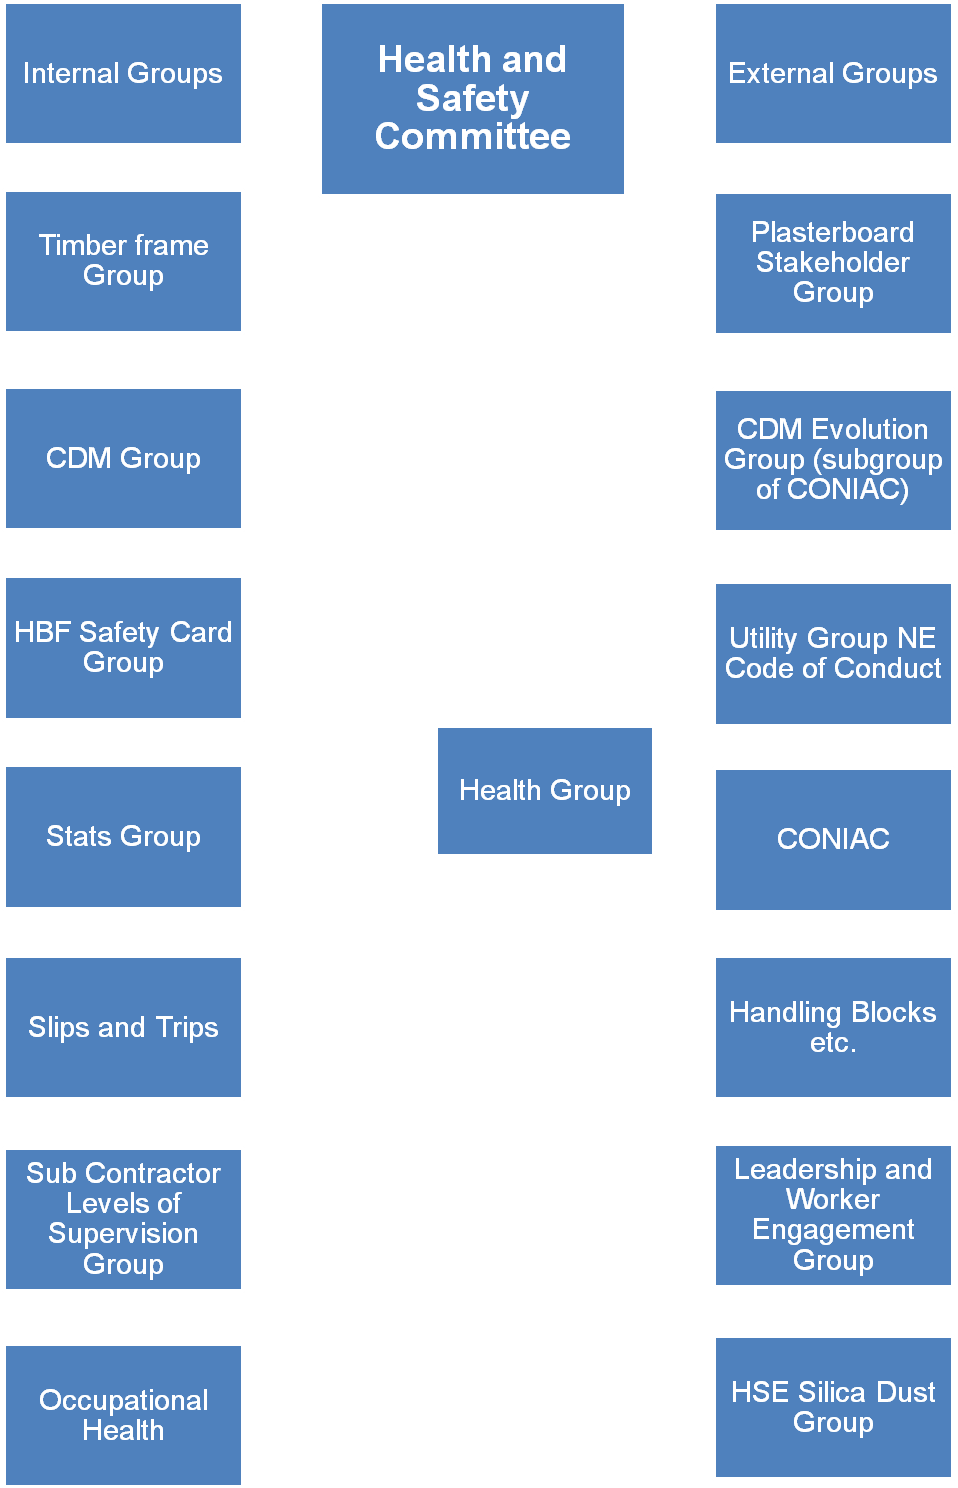 Internal Groups
Health and
Safety
Committee
External Groups
Timber frame
Group
Plasterboard
Stakeholder
Group
CDM Group
CDM Evolution
Group (subgroup
of CONIAC)
HBF Safety Card
Group
Utility Group NE
Code of Conduct
Stats Group
Health Group
CONIAC
Slips and Trips
Handling Blocks
etc.
Sub Contractor
Levels of
Supervision
Group
Leadership and
Worker
Engagement
Group
Occupational
Health
HSE Silica Dust
Group